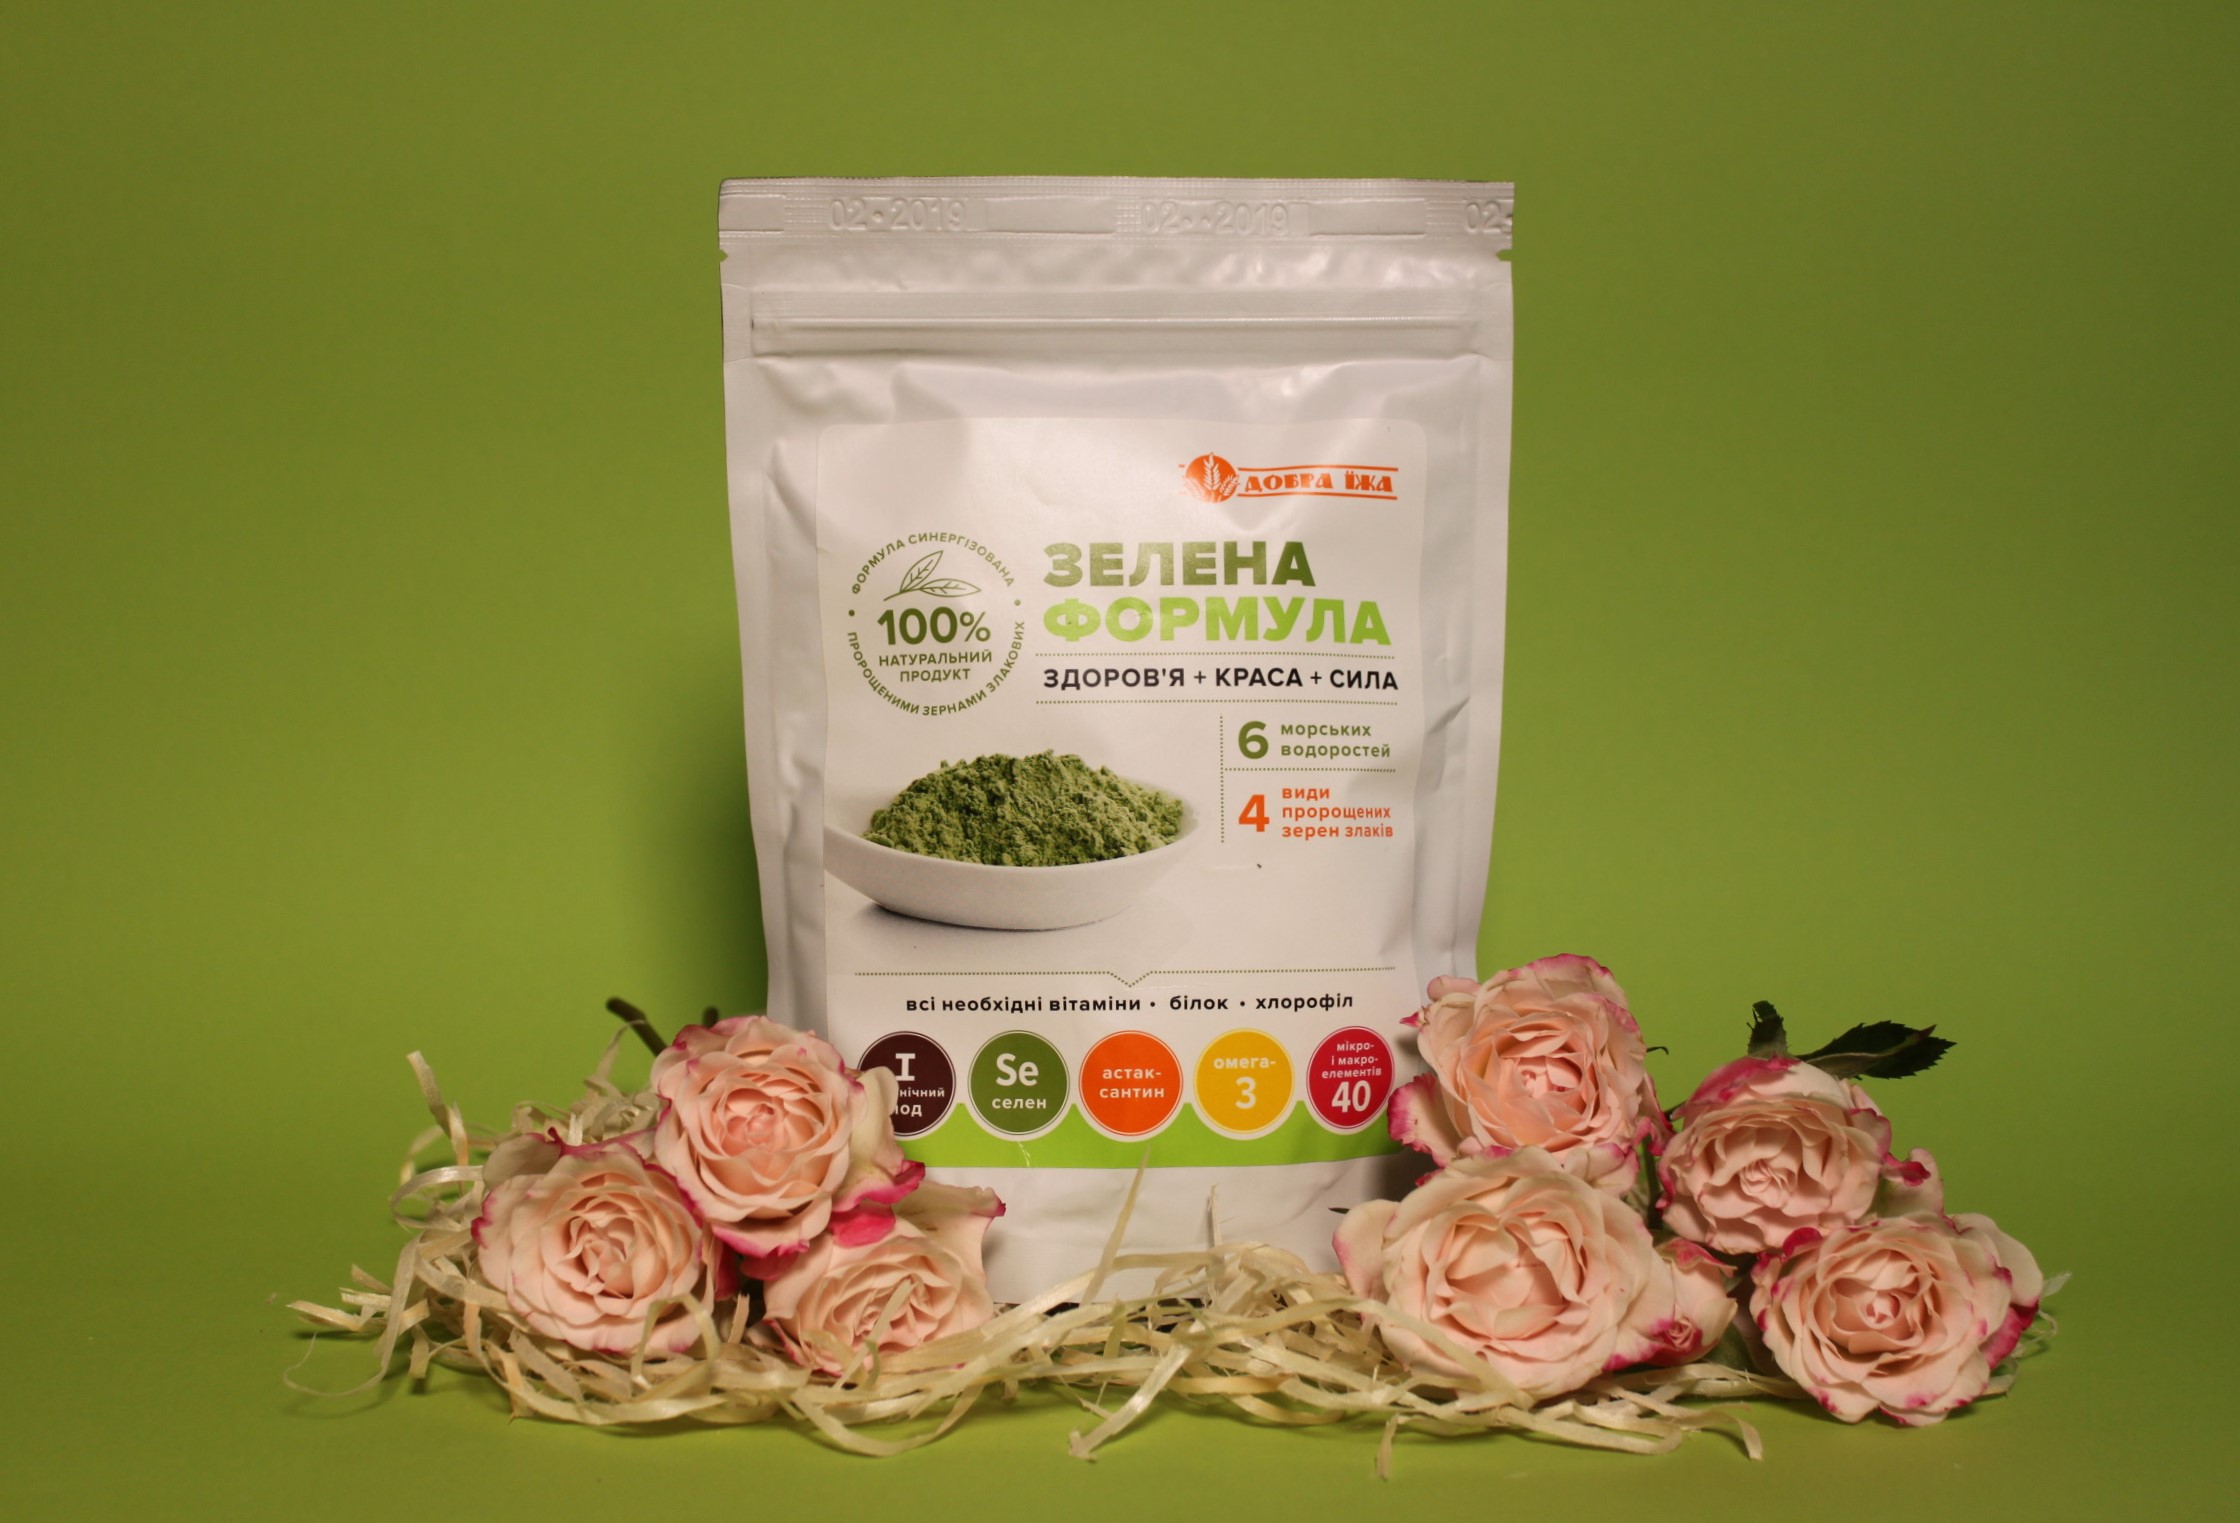 02•2019 02••2019 02
ДОБРА ЇЖА
ФОРМУЛА СИНЕРГІЗОВАНА
ПРОРОЩЕНИМИ ЗЕРНАМИ ЗЛАКОВИХ
100%
НАТУРАЛЬНИЙ
ПРОДУКТ
ЗЕЛЕНА
ФОРМУЛА
ЗДОРОВ'Я + КРАСА + СИЛА
6 морських
водоростей
4 види
пророщених
зерен злаків
всі необхідні вітаміни • білок • хлорофіл
I
Se
селен
астак-
сантин
омега-
3
мікро-
і макро-
елементів
40